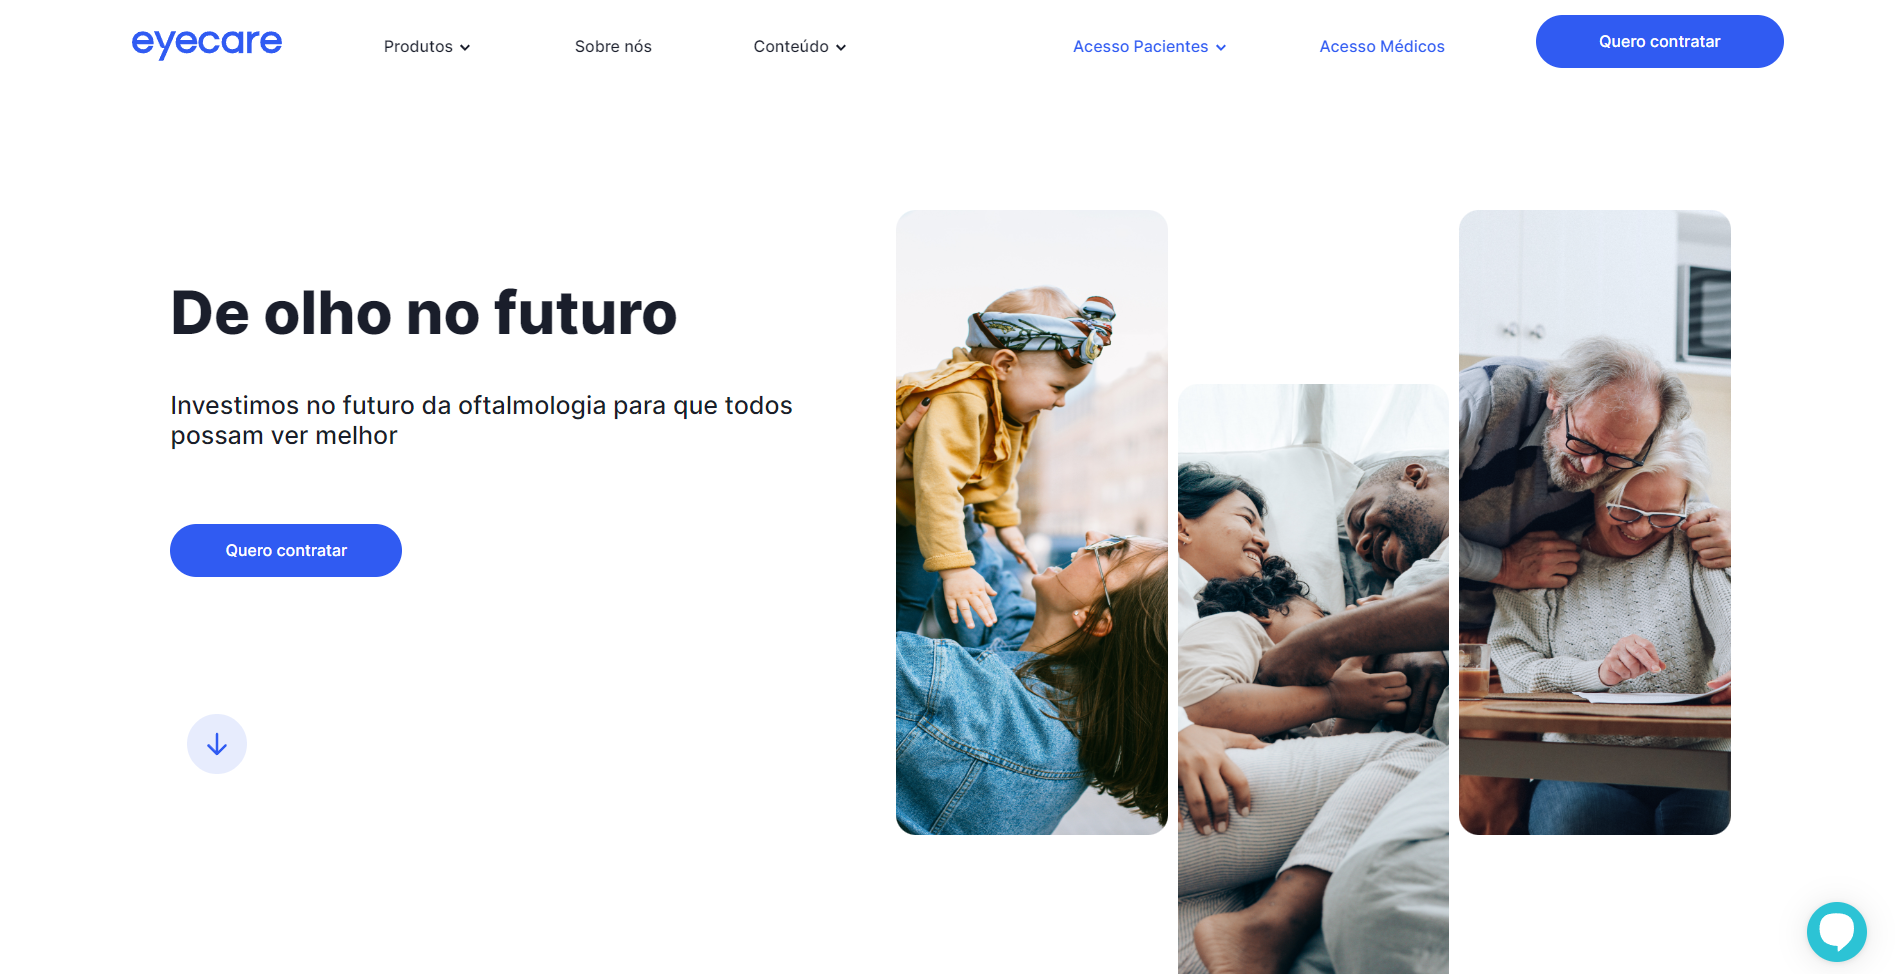 eyecare
Produtos
Sobre nós
Conteúdo
Acesso Pacientes
Acesso Médicos
Quero contratar
De olho no futuro
Investimos no futuro da oftalmologia para que todos
possam ver melhor
Quero contratar